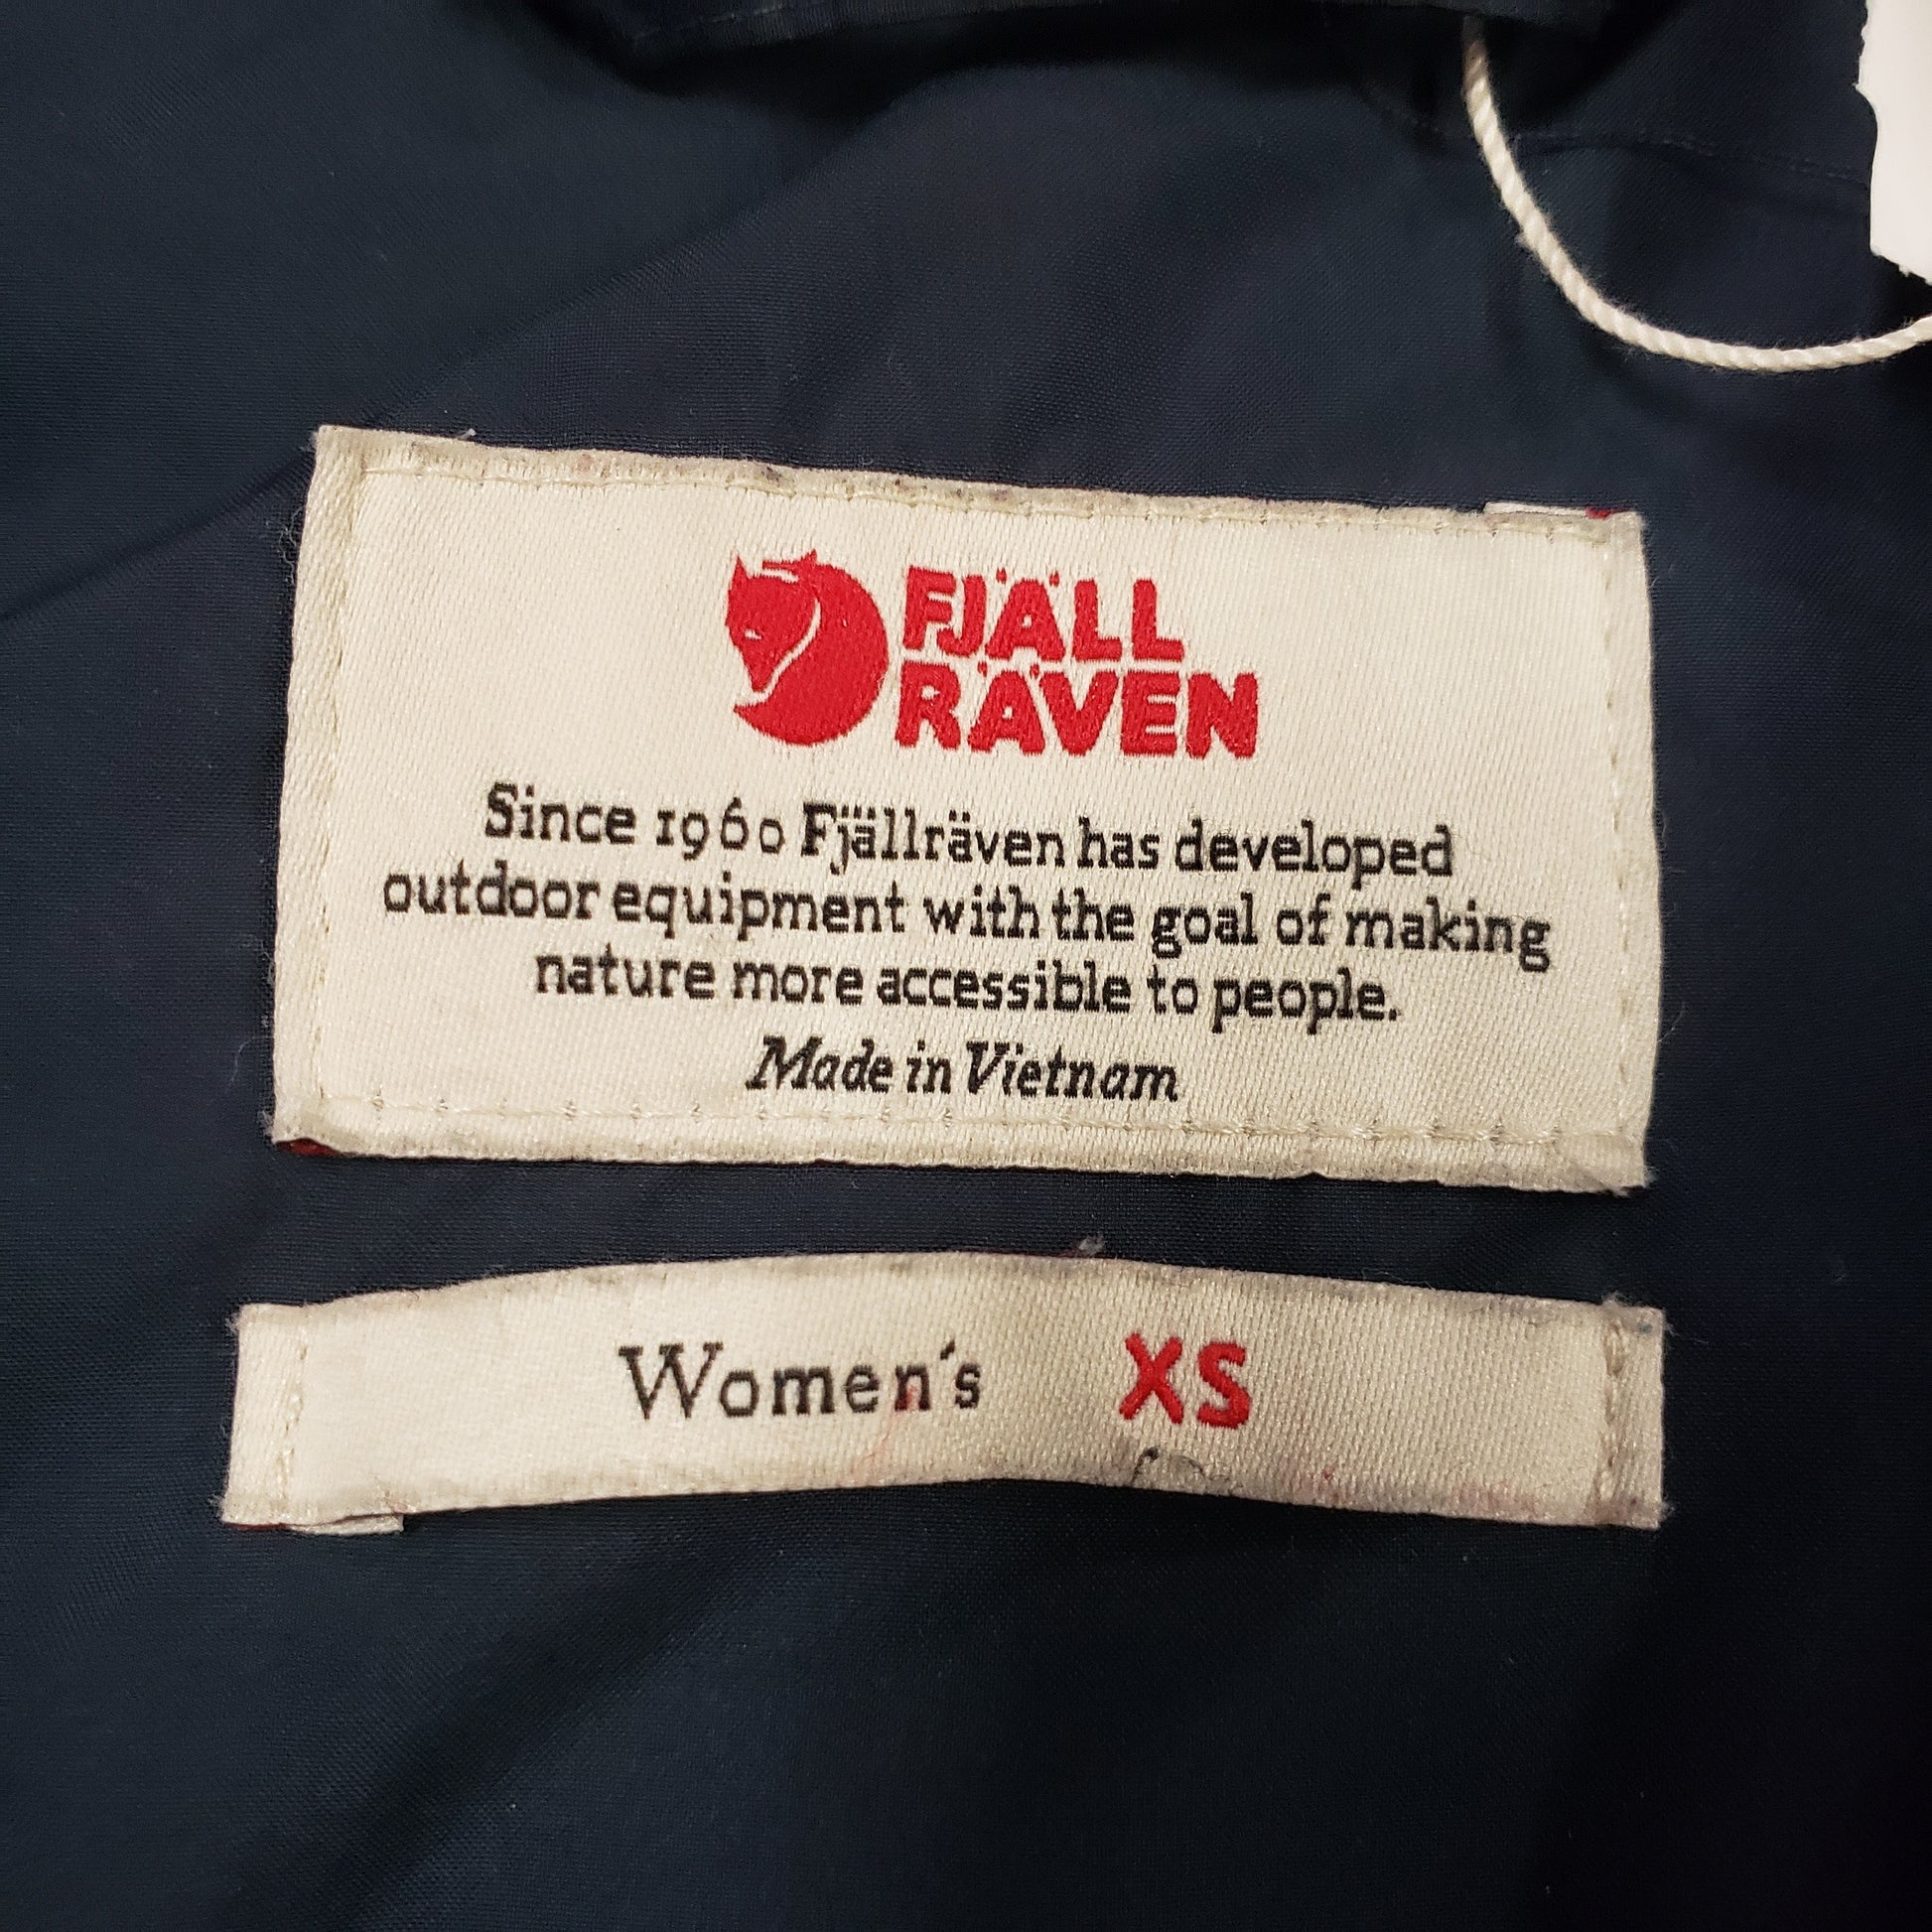 FJÄLL
RÄVEN
Since 1960 Fjällräven has developed
outdoor equipment with the goal of making
nature more accessible to people.
Made in Vietnam
Women's XS